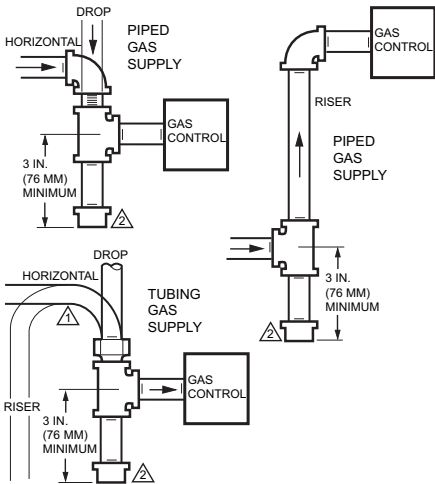 DROP
HORIZONTAL
PIPED
GAS
SUPPLY
GAS
CONTROL
3 IN.
(76 MM)
MINIMUM
2
GAS
CONTROL
RISER
PIPED
GAS
SUPPLY
3 IN.
(76 MM)
MINIMUM
2
DROP
HORIZONTAL
1
TUBING
GAS
SUPPLY
GAS
CONTROL
RISER
3 IN.
(76 MM)
MINIMUM
2